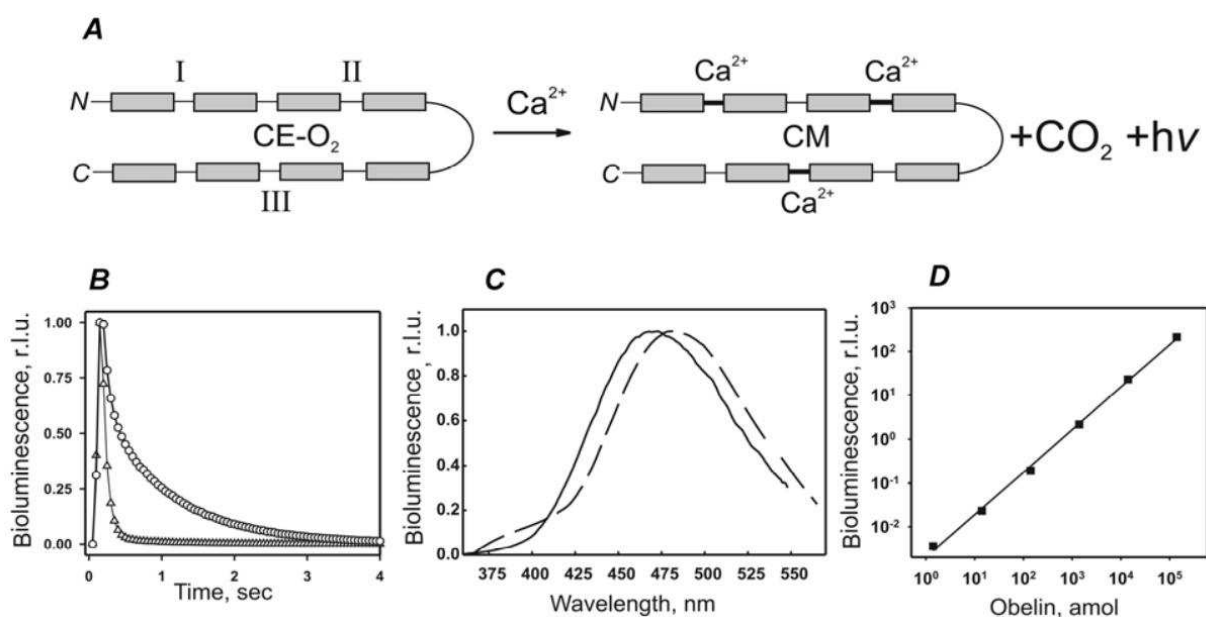 A
I II
N
CE-O₂
C
III
Ca²⁺
Ca²⁺ Ca²⁺
N
CM
C
Ca²⁺
+CO₂ +hν
B
Bioluminescence, r.l.u.
1.00
0.75
0.50
0.25
0.00
0 1 2 3 4
Time, sec
C
Bioluminescence, r.l.u.
1.0
0.8
0.6
0.4
0.2
0.0
375 400 425 450 475 500 525 550
Wavelength, nm
D
Bioluminescence, r.l.u.
10³
10²
10¹
10⁰
10⁻¹
10⁻²
10⁰ 10¹ 10² 10³ 10⁴ 10⁵
Obelin, amol